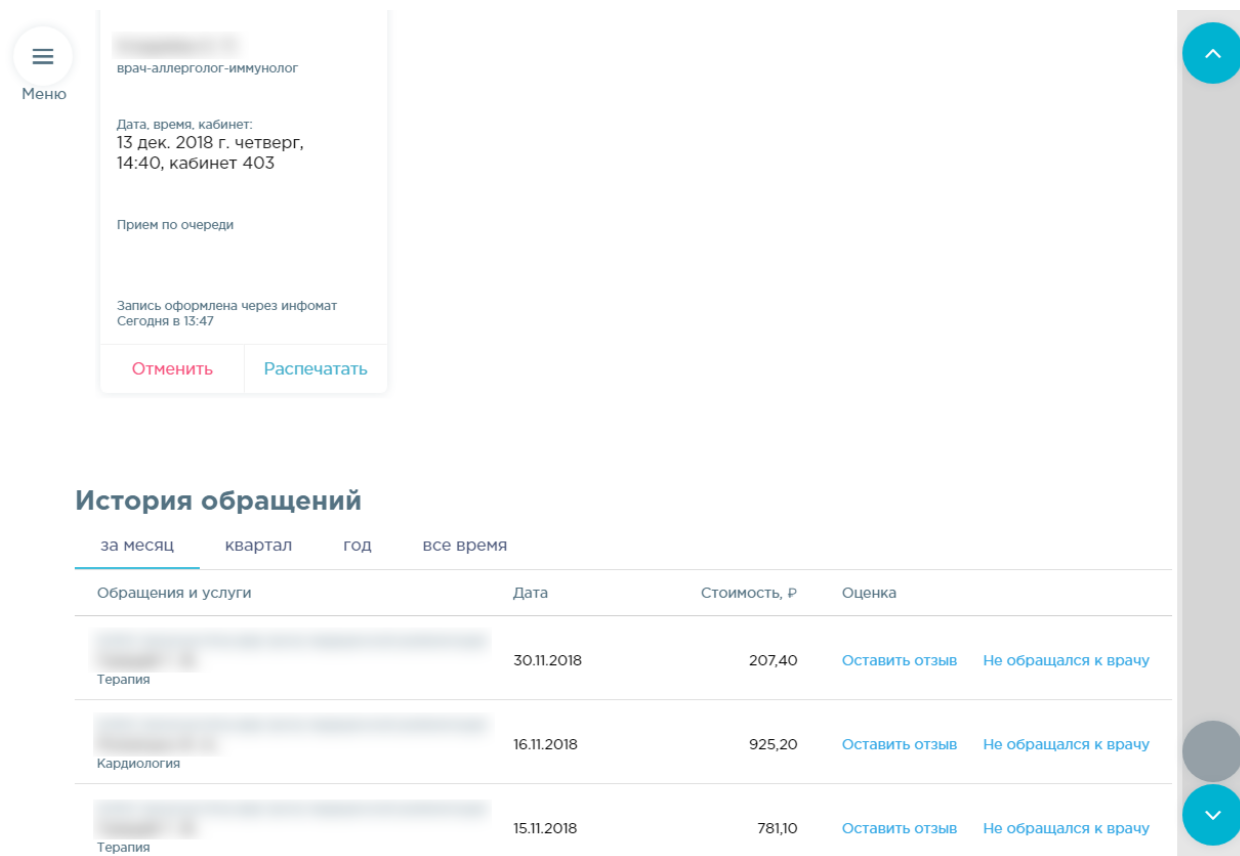 Меню
врач-аллерголог-иммунолог
Дата, время, кабинет:
13 дек. 2018 г. четверг,
14:40, кабинет 403
Прием по очереди
Запись оформлена через инфомат
Сегодня в 13:47
Отменить Распечатать
История обращений
за месяц квартал год все время
Обращения и услуги Дата Стоимость, ₽ Оценка
30.11.2018 207,40 Оставить отзыв Не обращался к врачу
Терапия
16.11.2018 925,20 Оставить отзыв Не обращался к врачу
Кардиология
15.11.2018 781,10 Оставить отзыв Не обращался к врачу
Терапия